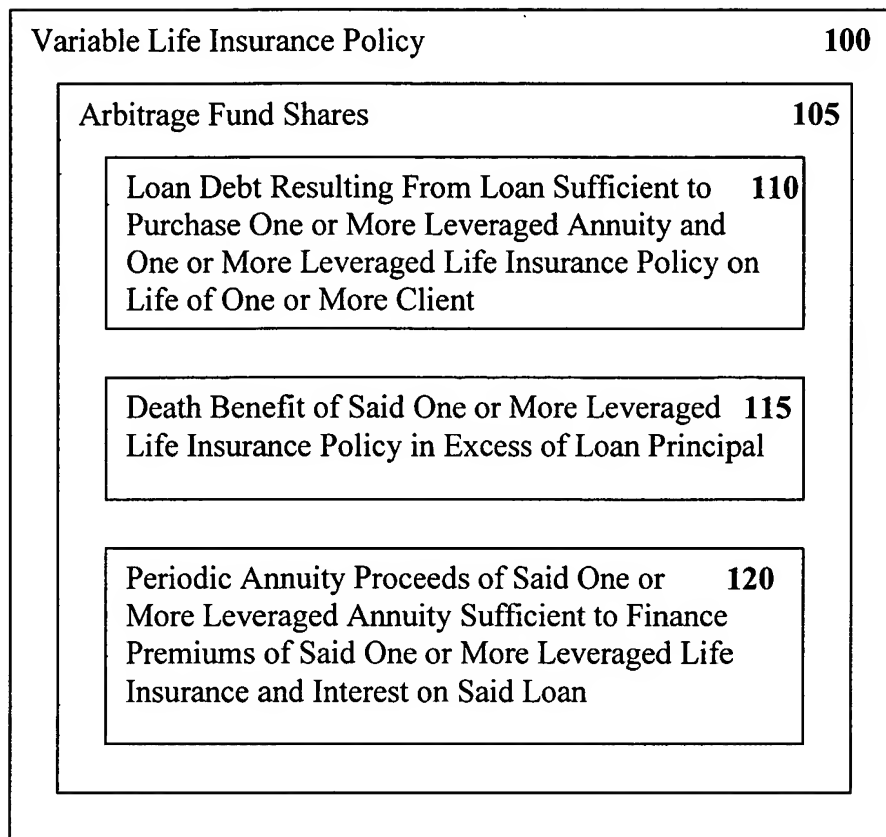 Variable Life Insurance Policy 100
Arbitrage Fund Shares 105
Loan Debt Resulting From Loan Sufficient to 110
Purchase One or More Leveraged Annuity and
One or More Leveraged Life Insurance Policy on
Life of One or More Client
Death Benefit of Said One or More Leveraged 115
Life Insurance Policy in Excess of Loan Principal
Periodic Annuity Proceeds of Said One or 120
More Leveraged Annuity Sufficient to Finance
Premiums of Said One or More Leveraged Life
Insurance and Interest on Said Loan